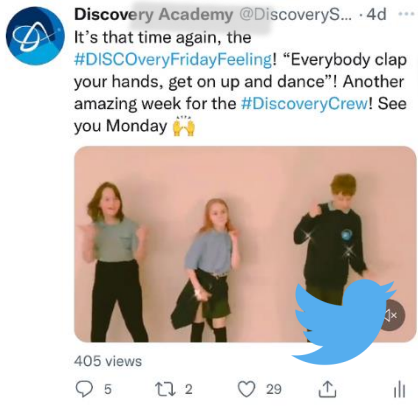 Discovery Academy @DiscoveryS... · 4d ...
It's that time again, the
#DISCOveryFridayFeeling! “Everybody clap
your hands, get on up and dance”! Another
amazing week for the #DiscoveryCrew! See
you Monday 🙌
405 views
5 2 29